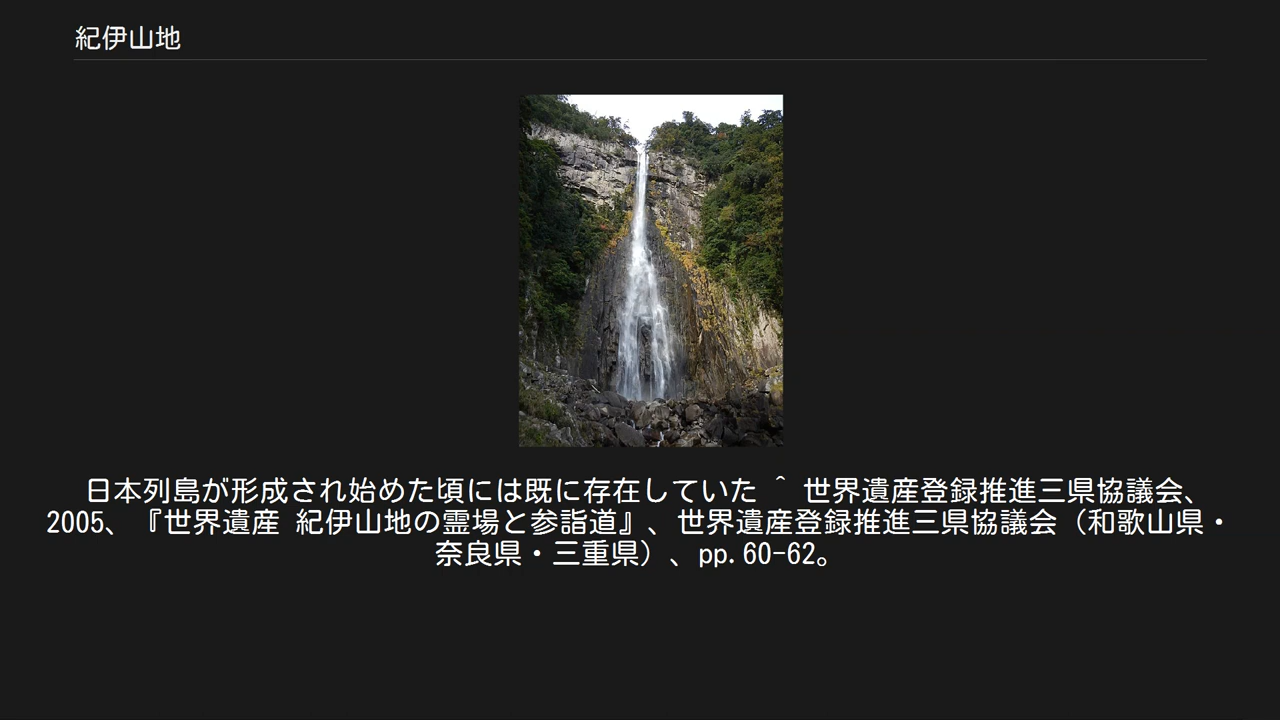 紀伊山地
日本列島が形成され始めた頃には既に存在していた ^ 世界遺産登録推進三県協議会、
2005、『世界遺産 紀伊山地の霊場と参詣道』、世界遺産登録推進三県協議会（和歌山県・
奈良県・三重県）、pp.60-62。